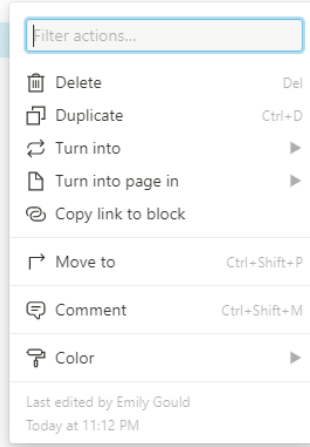 Filter actions...
Delete Del
Duplicate Ctrl+D
Turn into
Turn into page in
Copy link to block
Move to Ctrl+Shift+P
Comment Ctrl+Shift+M
Color
Last edited by Emily Gould
Today at 11:12 PM